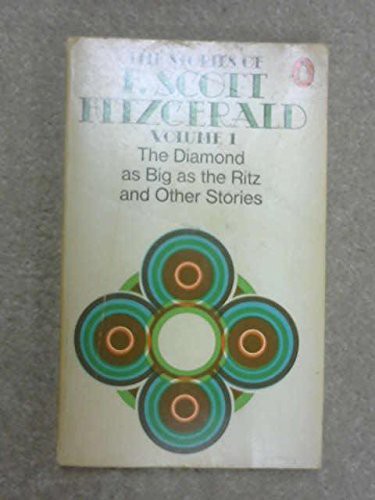 THE STORIES OF
F. SCOTT
FITZGERALD
VOLUME 1
The Diamond
as Big as the Ritz
and Other Stories